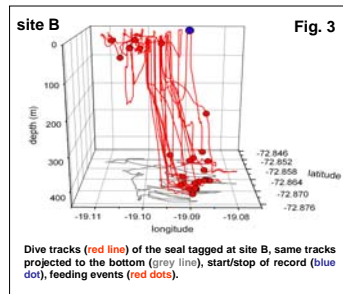 site B
Fig. 3
0
100
200
300
400
depth (m)
-19.11
-19.10
-19.09
-19.08
longitude
-72.846
-72.852
-72.858
-72.864
-72.870
-72.876
latitude
Dive tracks (red line) of the seal tagged at site B, same tracks
projected to the bottom (grey line), start/stop of record (blue
dot), feeding events (red dots).